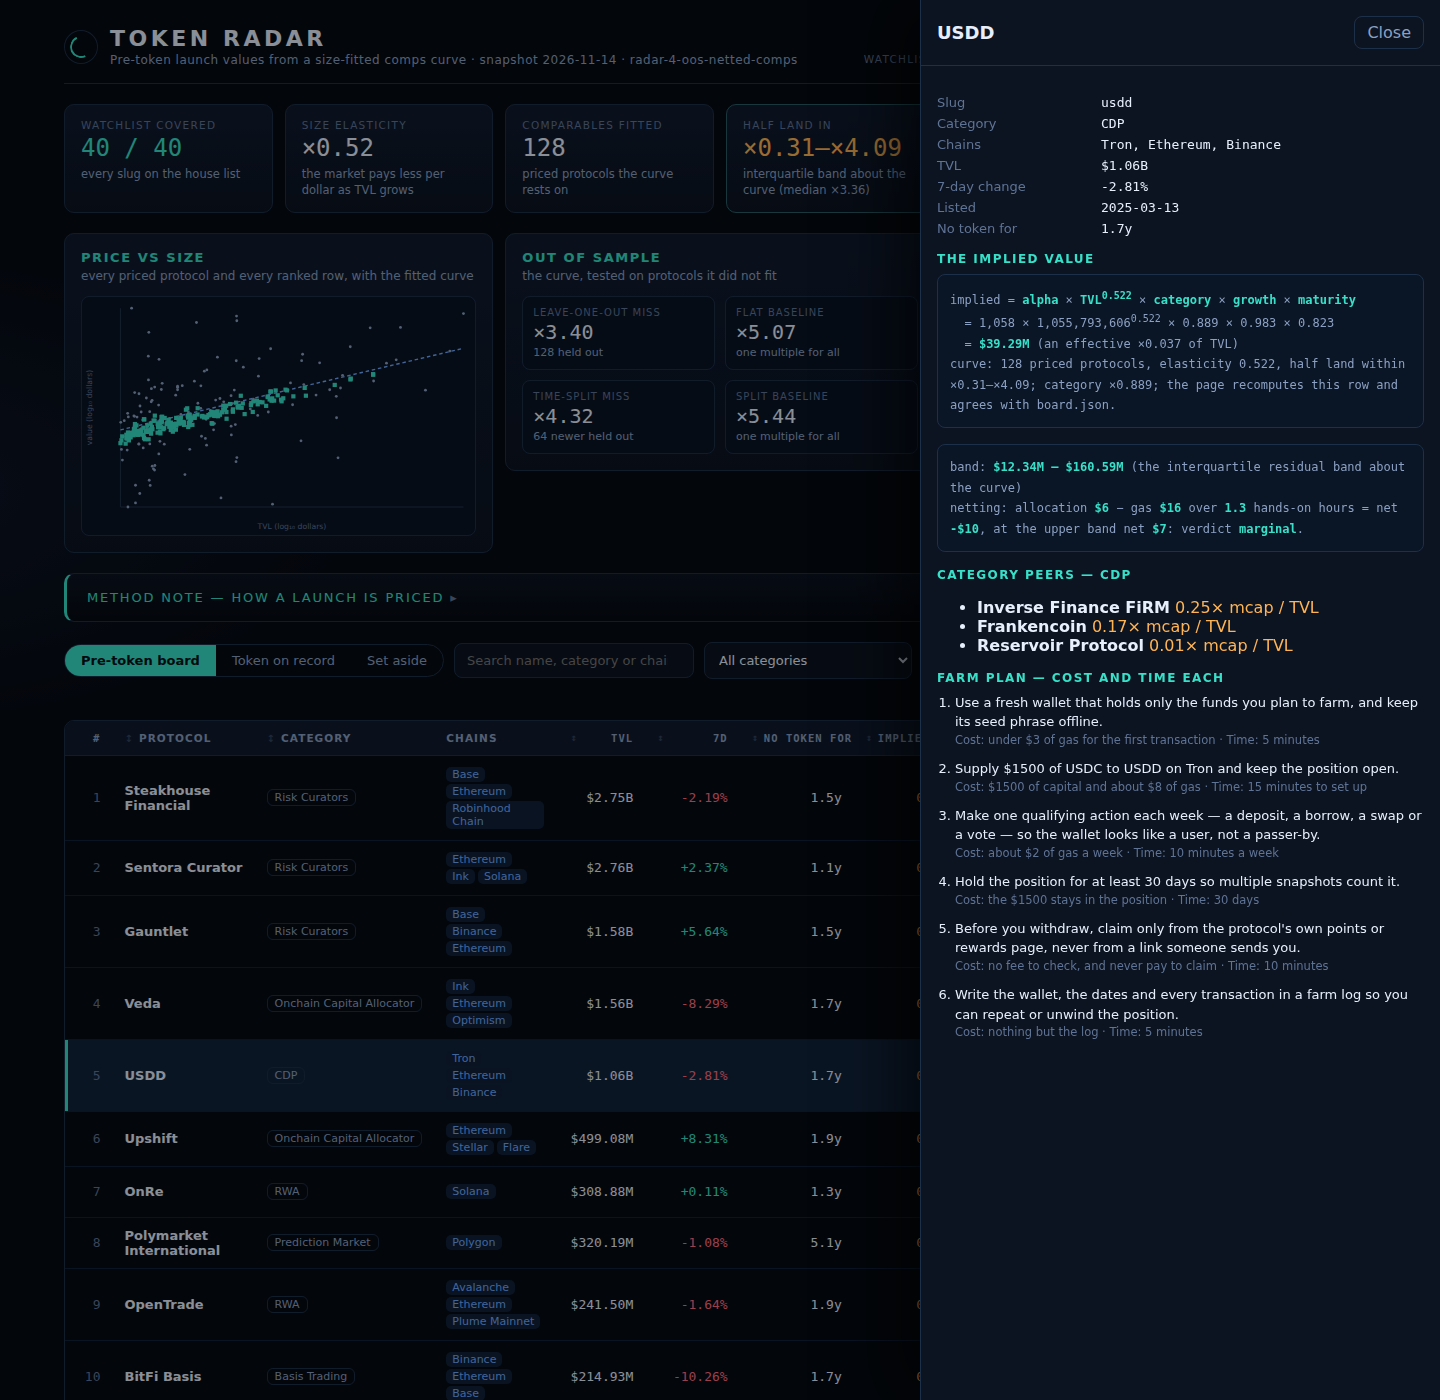 TOKEN RADAR
Pre-token launch values from a size-fitted comps curve · snapshot 2026-11-14 · radar-4-oos-netted-comps
WATCHLIS
WATCHLIST COVERED
40 / 40
every slug on the house list
SIZE ELASTICITY
×0.52
the market pays less per
dollar as TVL grows
COMPARABLES FITTED
128
priced protocols the curve
rests on
HALF LAND IN
×0.31–×4.09
interquartile band about the
curve (median ×3.36)
PRICE VS SIZE
every priced protocol and every ranked row, with the fitted curve
value (log₁₀ dollars)
TVL (log₁₀ dollars)
OUT OF SAMPLE
the curve, tested on protocols it did not fit
LEAVE-ONE-OUT MISS
×3.40
128 held out
FLAT BASELINE
×5.07
one multiple for all
TIME-SPLIT MISS
×4.32
64 newer held out
SPLIT BASELINE
×5.44
one multiple for all
METHOD NOTE — HOW A LAUNCH IS PRICED ▸
Pre-token board
Token on record
Set aside
Search name, category or chai
All categories
# ↕ PROTOCOL ↕ CATEGORY CHAINS ↕ TVL ↕ 7D ↕ NO TOKEN FOR ↕ IMPLIE
1 Steakhouse Financial Risk Curators Base Ethereum Robinhood Chain $2.75B -2.19% 1.5y
2 Sentora Curator Risk Curators Ethereum Ink Solana $2.76B +2.37% 1.1y
3 Gauntlet Risk Curators Base Binance Ethereum $1.58B +5.64% 1.5y
4 Veda Onchain Capital Allocator Ink Ethereum Optimism $1.56B -8.29% 1.7y
5 USDD CDP Tron Ethereum Binance $1.06B -2.81% 1.7y
6 Upshift Onchain Capital Allocator Ethereum Stellar Flare $499.08M +8.31% 1.9y
7 OnRe RWA Solana $308.88M +0.11% 1.3y
8 Polymarket International Prediction Market Polygon $320.19M -1.08% 5.1y
9 OpenTrade RWA Avalanche Ethereum Plume Mainnet $241.50M -1.64% 1.9y
10 BitFi Basis Basis Trading Binance Ethereum Base $214.93M -10.26% 1.7y
USDD
Close
Slug usdd
Category CDP
Chains Tron, Ethereum, Binance
TVL $1.06B
7-day change -2.81%
Listed 2025-03-13
No token for 1.7y
THE IMPLIED VALUE
implied = alpha × TVL^0.522 × category × growth × maturity
= 1,058 × 1,055,793,606^0.522 × 0.889 × 0.983 × 0.823
= $39.29M (an effective ×0.037 of TVL)
curve: 128 priced protocols, elasticity 0.522, half land within
×0.31–×4.09; category ×0.889; the page recomputes this row and
agrees with board.json.
band: $12.34M – $160.59M (the interquartile residual band about
the curve)
netting: allocation $6 − gas $16 over 1.3 hands-on hours = net
-$10, at the upper band net $7: verdict marginal.
CATEGORY PEERS — CDP
• Inverse Finance FiRM 0.25× mcap / TVL
• Frankencoin 0.17× mcap / TVL
• Reservoir Protocol 0.01× mcap / TVL
FARM PLAN — COST AND TIME EACH
1. Use a fresh wallet that holds only the funds you plan to farm, and keep
its seed phrase offline.
Cost: under $3 of gas for the first transaction · Time: 5 minutes
2. Supply $1500 of USDC to USDD on Tron and keep the position open.
Cost: $1500 of capital and about $8 of gas · Time: 15 minutes to set up
3. Make one qualifying action each week — a deposit, a borrow, a swap or
a vote — so the wallet looks like a user, not a passer-by.
Cost: about $2 of gas a week · Time: 10 minutes a week
4. Hold the position for at least 30 days so multiple snapshots count it.
Cost: the $1500 stays in the position · Time: 30 days
5. Before you withdraw, claim only from the protocol's own points or
rewards page, never from a link someone sends you.
Cost: no fee to check, and never pay to claim · Time: 10 minutes
6. Write the wallet, the dates and every transaction in a farm log so you
can repeat or unwind the position.
Cost: nothing but the log · Time: 5 minutes